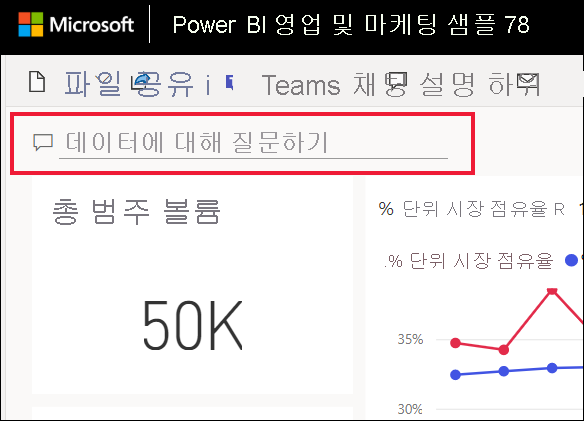 Microsoft Power BI 영업 및 마케팅 샘플 78
파일 공유 i Teams 채팅 설명
데이터에 대해 질문하기
총 범주 볼륨
50K
% 단위 시장 점유율 R
.% 단위 시장 점유율
35%
30%